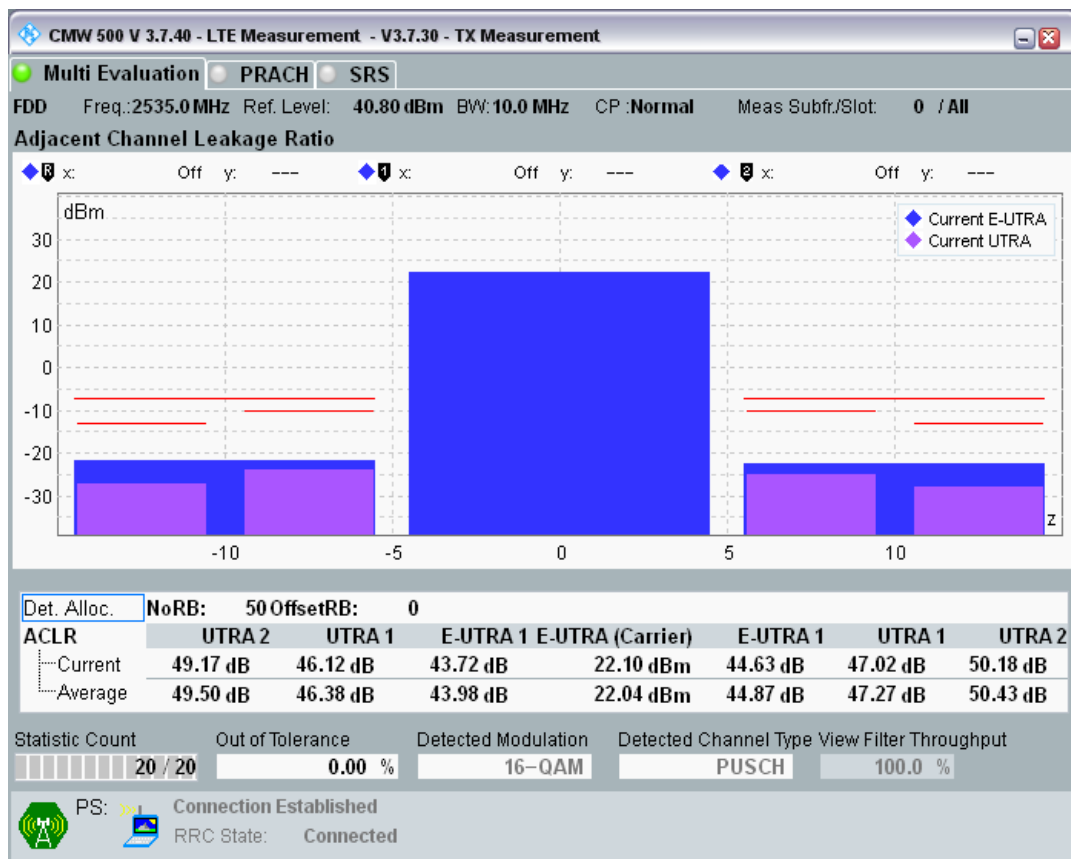 CMW 500 V 3.7.40 - LTE Measurement - V3.7.30 - TX Measurement
Multi Evaluation PRACH SRS
FDD Freq.:2535.0 MHz Ref. Level: 40.80 dBm BW: 10.0 MHz CP :Normal Meas Subfr./Slot: 0 / All
Adjacent Channel Leakage Ratio
R x: Off y: --- 1 x: Off y: --- 2 x: Off y: ---
dBm
Current E-UTRA
Current UTRA
30
20
10
0
-10
-20
-30
z
-10 -5 0 5 10
Det. Alloc. NoRB: 50 OffsetRB: 0
ACLR UTRA 2 UTRA 1 E-UTRA 1 E-UTRA (Carrier) E-UTRA 1 UTRA 1 UTRA 2
Current 49.17 dB 46.12 dB 43.72 dB 22.10 dBm 44.63 dB 47.02 dB 50.18 dB
Average 49.50 dB 46.38 dB 43.98 dB 22.04 dBm 44.87 dB 47.27 dB 50.43 dB
Statistic Count Out of Tolerance Detected Modulation Detected Channel Type View Filter Throughput
20 / 20 0.00 % 16-QAM PUSCH 100.0 %
PS: Connection Established
RRC State: Connected